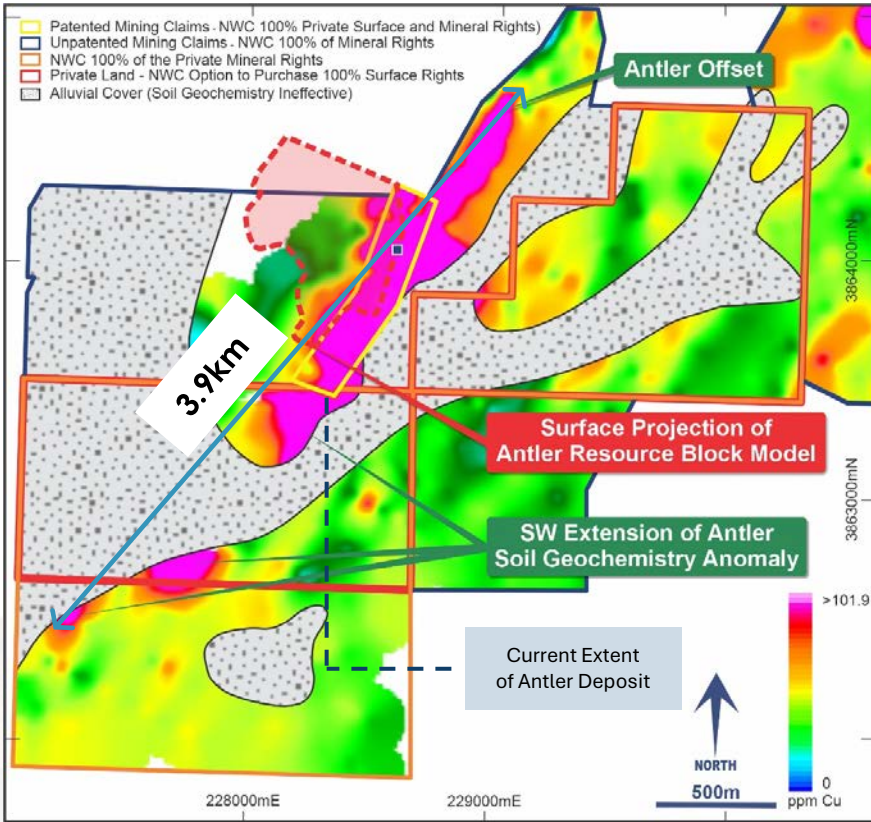 Patented Mining Claims - NWC 100% Private Surface and Mineral Rights)
Unpatented Mining Claims - NWC 100% of Mineral Rights
NWC 100% of the Private Mineral Rights
Private Land - NWC Option to Purchase 100% Surface Rights
Alluvial Cover (Soil Geochemistry Ineffective)
Antler Offset
3864000mN
3.9km
Surface Projection of
Antler Resource Block Model
3863000mN
SW Extension of Antler
Soil Geochemistry Anomaly
>101.9
Current Extent
of Antler Deposit
NORTH
500m
0
ppm Cu
228000mE
229000mE